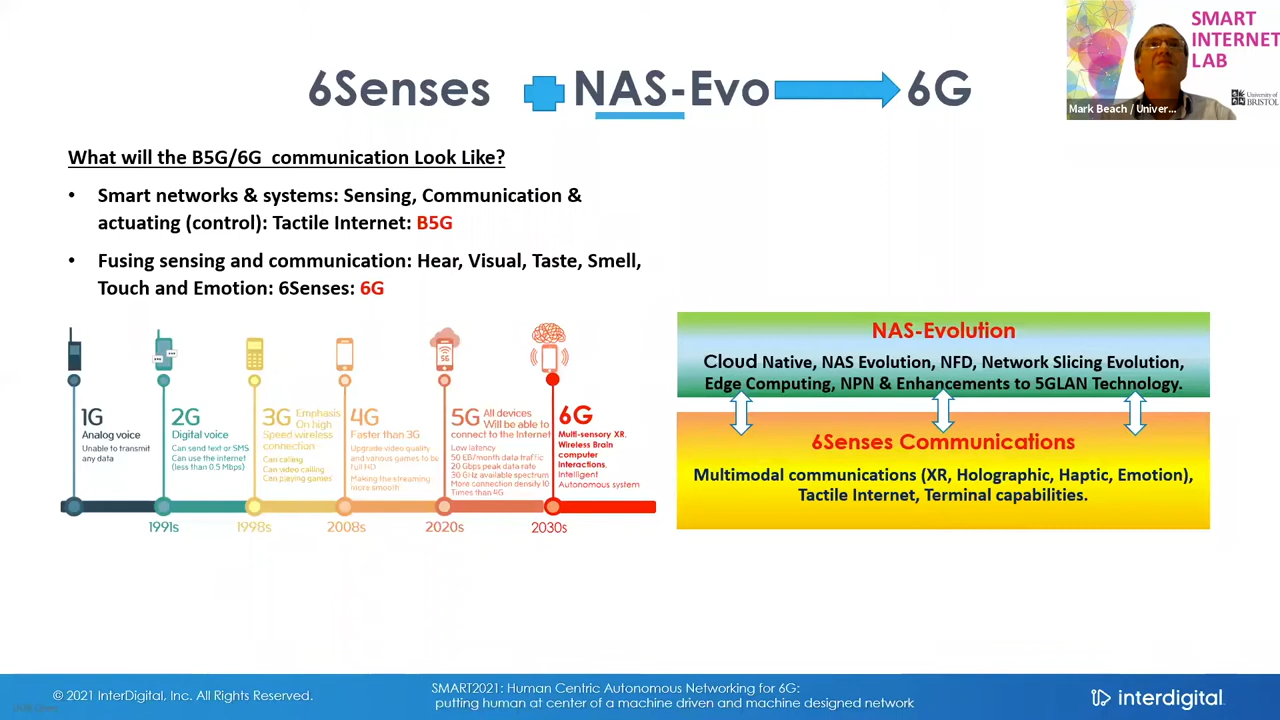 SMART
INTERNET
LAB
University of
BRISTOL
Mark Beach / Univer...
6Senses NAS-Evo 6G
What will the B5G/6G communication Look Like?
• Smart networks & systems: Sensing, Communication &
actuating (control): Tactile Internet: B5G
• Fusing sensing and communication: Hear, Visual, Taste, Smell,
Touch and Emotion: 6Senses: 6G
5G
1G
Analog voice
Unable to transmit
any data
2G
Digital voice
Can send text or SMS
Can use the internet
(less than 0.5 Mbps)
1991s
3G Emphasis
On high
Speed wireless
connection
Can calling
Can video calling
Can playing games
1998s
4G
Faster than 3G
Upgrade video quality
and various games to be
full HD
Making the streaming
more smooth
2008s
5G All devices
Will be able to
connect to the Internet
Low latency
50 EB/month data traffic
20 Gbps peak data rate
30 GHz available spectrum
More connection density 10
Times than 4G
2020s
6G
Multi-sensory XR.
Wireless Brain
computer
Interactions.
Intelligent
Autonomous system
2030s
NAS-Evolution
Cloud Native, NAS Evolution, NFD, Network Slicing Evolution,
Edge Computing, NPN & Enhancements to 5GLAN Technology.
6Senses Communications
Multimodal communications (XR, Holographic, Haptic, Emotion),
Tactile Internet, Terminal capabilities.
© 2021 InterDigital, Inc. All Rights Reserved.
SMART2021: Human Centric Autonomous Networking for 6G:
putting human at center of a machine driven and machine designed network
interdigital